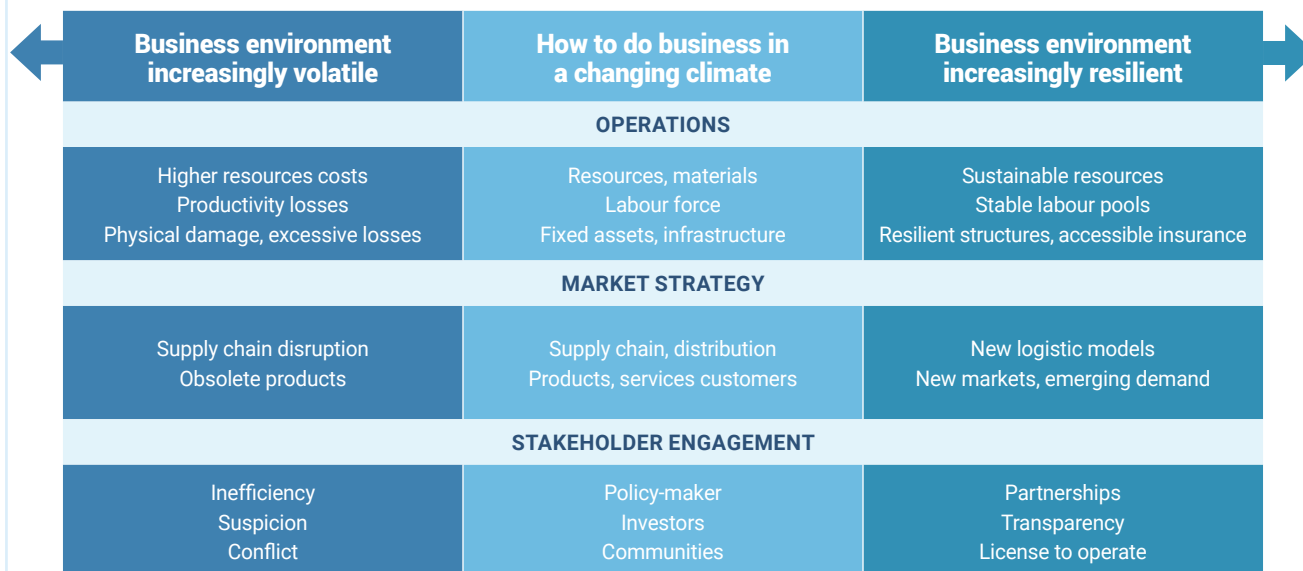 Business environment
increasingly volatile
How to do business in
a changing climate
Business environment
increasingly resilient
OPERATIONS
Higher resources costs
Productivity losses
Physical damage, excessive losses
Resources, materials
Labour force
Fixed assets, infrastructure
Sustainable resources
Stable labour pools
Resilient structures, accessible insurance
MARKET STRATEGY
Supply chain disruption
Obsolete products
Supply chain, distribution
Products, services customers
New logistic models
New markets, emerging demand
STAKEHOLDER ENGAGEMENT
Inefficiency
Suspicion
Conflict
Policy-maker
Investors
Communities
Partnerships
Transparency
License to operate